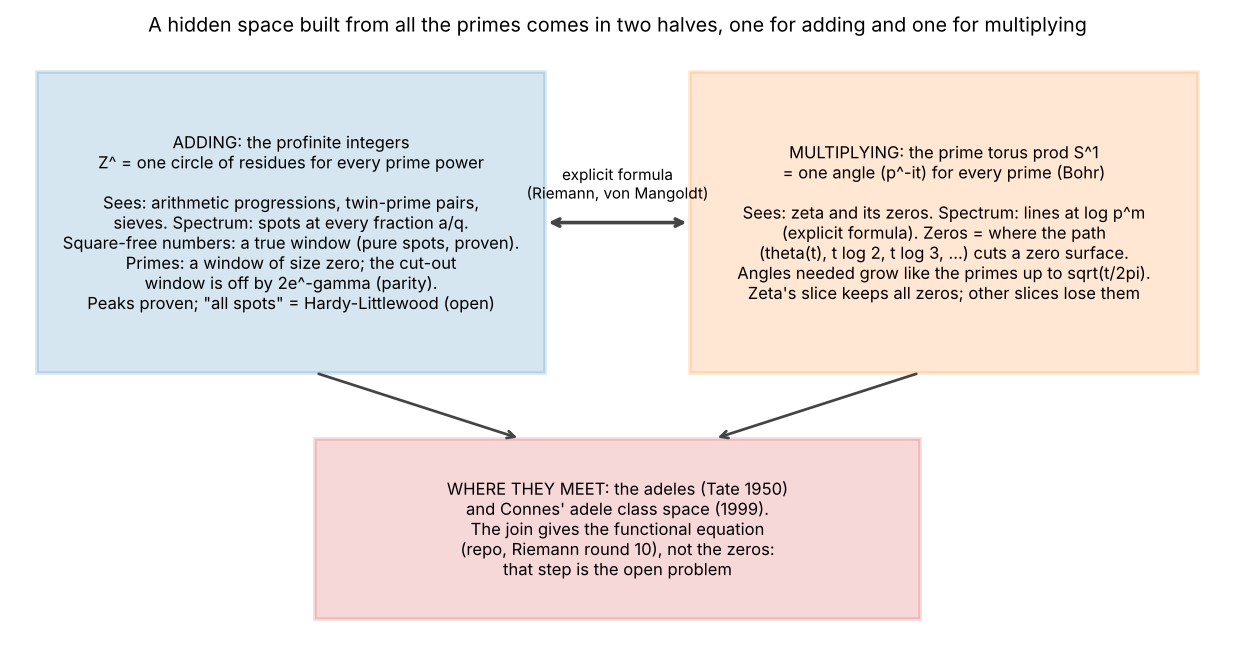 A hidden space built from all the primes comes in two halves, one for adding and one for multiplying
ADDING: the profinite integers
Z^ = one circle of residues for every prime power
Sees: arithmetic progressions, twin-prime pairs,
sieves. Spectrum: spots at every fraction a/q.
Square-free numbers: a true window (pure spots, proven).
Primes: a window of size zero; the cut-out
window is off by 2e^-gamma (parity).
Peaks proven; "all spots" = Hardy-Littlewood (open)
explicit formula
(Riemann, von Mangoldt)
MULTIPLYING: the prime torus prod S^1
= one angle (p^-it) for every prime (Bohr)
Sees: zeta and its zeros. Spectrum: lines at log p^m
(explicit formula). Zeros = where the path
(theta(t), t log 2, t log 3, ...) cuts a zero surface.
Angles needed grow like the primes up to sqrt(t/2pi).
Zeta's slice keeps all zeros; other slices lose them
WHERE THEY MEET: the adeles (Tate 1950)
and Connes' adele class space (1999).
The join gives the functional equation
(repo, Riemann round 10), not the zeros:
that step is the open problem